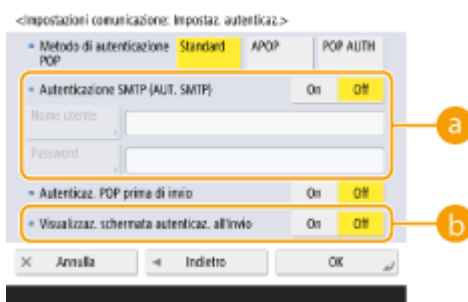 <Impostazioni comunicazione: Impostaz. autenticaz.>
Metodo di autenticazione POP Standard APOP POP AUTH
Autenticazione SMTP (AUT. SMTP) On Off
Nome utente
Password
a
Autenticaz. POP prima di invio On Off
Visualizzaz. schermata autenticaz. all'invio On Off
b
Annulla Indietro OK